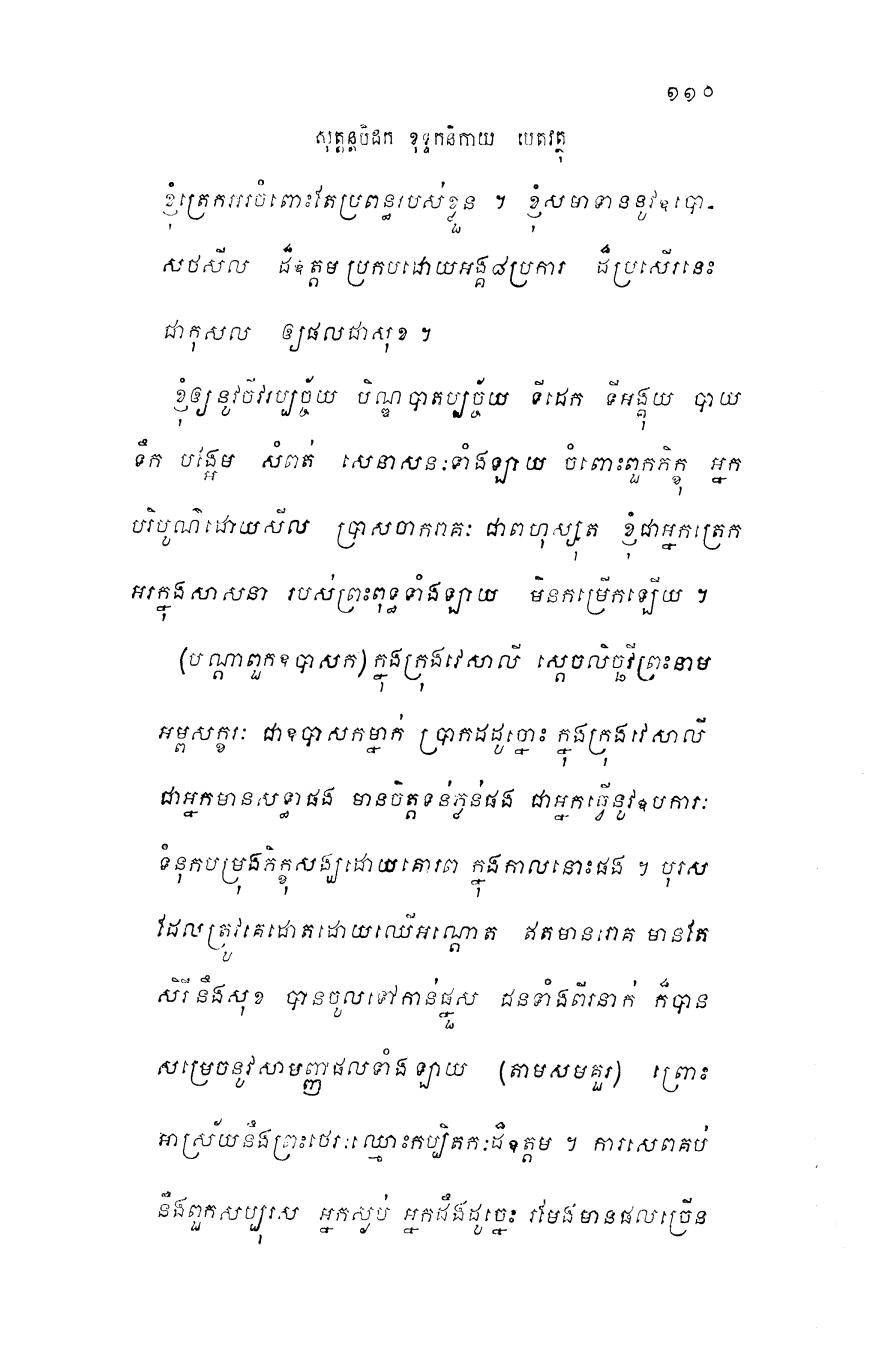 ១១០
សុត្តន្តបិដក ខុទ្ទកនិកាយ បេតវត្ថុ
ខ្ញុំត្រេកអរចំពោះតែប្រពន្ធរបស់ខ្លួន ។ ខ្ញុំសមាទាននូវឧបោ-
សថសីល ដ៏ឧត្តម ប្រកបដោយអង្គ៨ប្រការ ដ៏ប្រសើរនេះ
ជាកុសល ឲ្យផលជាសុខ ។
ខ្ញុំឲ្យនូវចីវរប្បច្ច័យ បិណ្ឌបាតប្បច្ច័យ ទីដេក ទីអង្គុយ បាយ
ទឹក បង្អែម សំពត់ សេនាសនៈទាំងឡាយ ចំពោះពួកភិក្ខុ អ្នក
បរិបូណ៌ដោយសីល ប្រាសចាករាគៈ ជាពហុស្សុត ខ្ញុំជាអ្នកត្រេក
អរក្នុងសាសនា របស់ព្រះពុទ្ធទាំងឡាយ មិនកម្រើកឡើយ ។
(បណ្តាពួកឧបាសក) ក្នុងក្រុងវេសាលី ស្តេចលិច្ឆវីព្រះនាម
អម្ពសក្ខរៈ ជាឧបាសកម្នាក់ ប្រាកដដូច្នោះ ក្នុងក្រុងវេសាលី
ជាអ្នកមានសទ្ធាផង មានចិត្តទន់ភ្លន់ផង ជាអ្នកធ្វើនូវឧបការៈ
ទំនុកបម្រុងភិក្ខុសង្ឃដោយគោរព ក្នុងកាលនោះផង ។ បុរស
ដែលត្រូវគេដោតដោយឈើអណ្តោត ឥតមានរោគ មានតែ
សិរី នឹងសុខ បានចូលទៅកាន់ផ្នួស ជនទាំងពីរនាក់ ក៏បាន
សម្រេចនូវសាមញ្ញផលទាំងឡាយ (តាមសមគួរ) ព្រោះ
អាស្រ័យនឹងព្រះថេរៈឈ្មោះកប្បិតកៈដ៏ឧត្តម ។ ការសេពគប់
នឹងពួកសប្បុរស អ្នកស្ងប់ អ្នកដឹងដូច្នេះ រមែងមានផលច្រើន